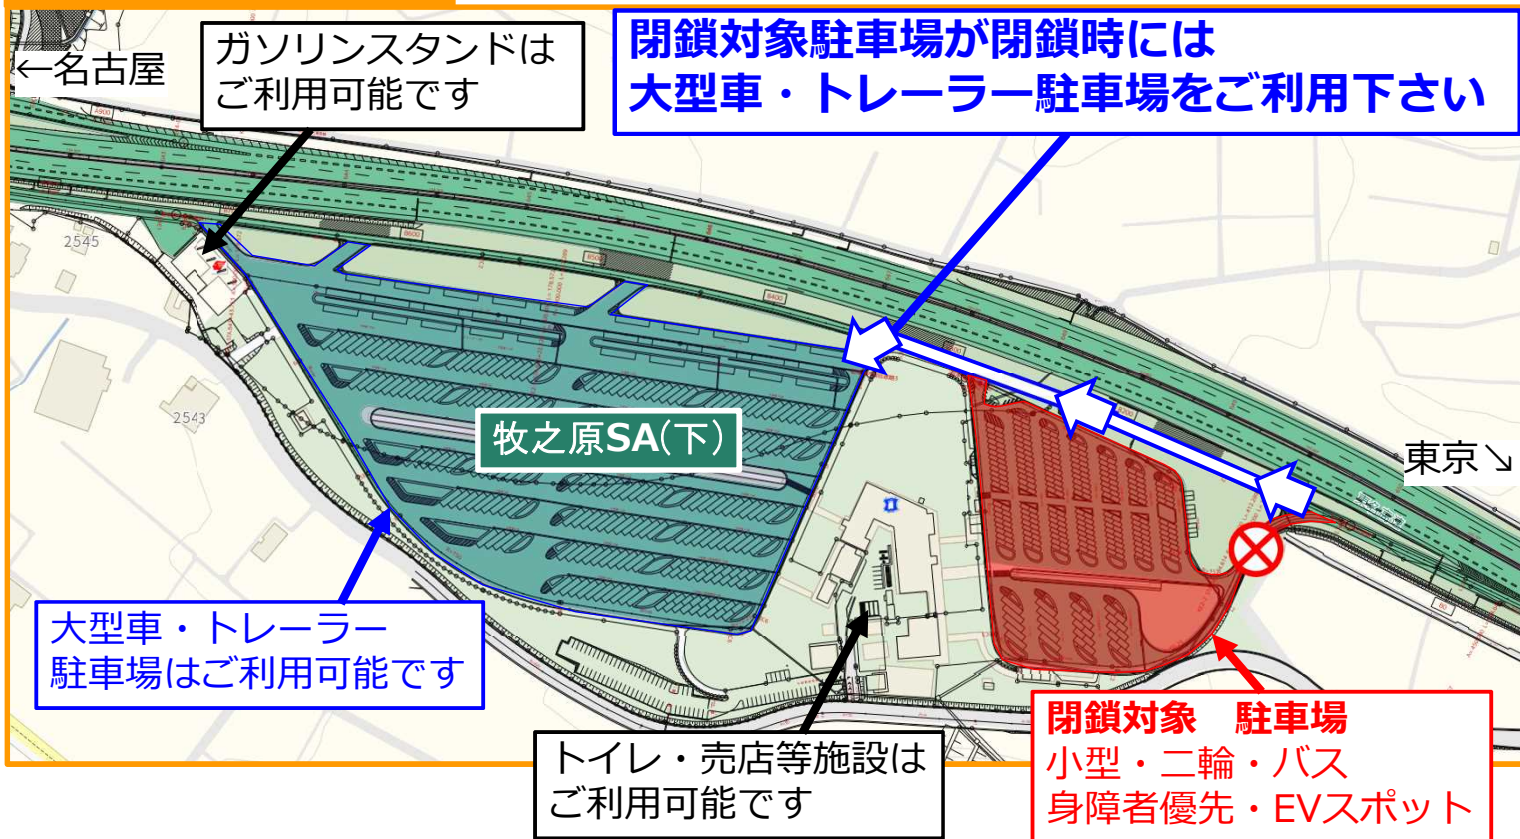 ←名古屋
ガソリンスタンドは
ご利用可能です
閉鎖対象駐車場が閉鎖時には
大型車・トレーラー駐車場をご利用下さい
2545
2543
牧之原SA(下)
東京↘
大型車・トレーラー
駐車場はご利用可能です
トイレ・売店等施設は
ご利用可能です
閉鎖対象　駐車場
小型・二輪・バス
身障者優先・EVスポット